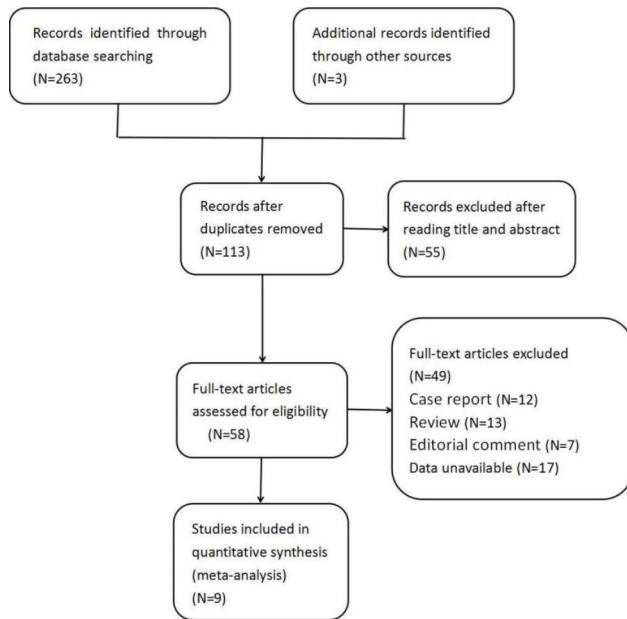 Records identified through
database searching
(N=263)
Additional records identified
through other sources
(N=3)
Records after
duplicates removed
(N=113)
Records excluded after
reading title and abstract
(N=55)
Full-text articles
assessed for eligibility
(N=58)
Full-text articles excluded
(N=49)
Case report (N=12)
Review (N=13)
Editorial comment (N=7)
Data unavailable (N=17)
Studies included in
quantitative synthesis
(meta-analysis)
(N=9)